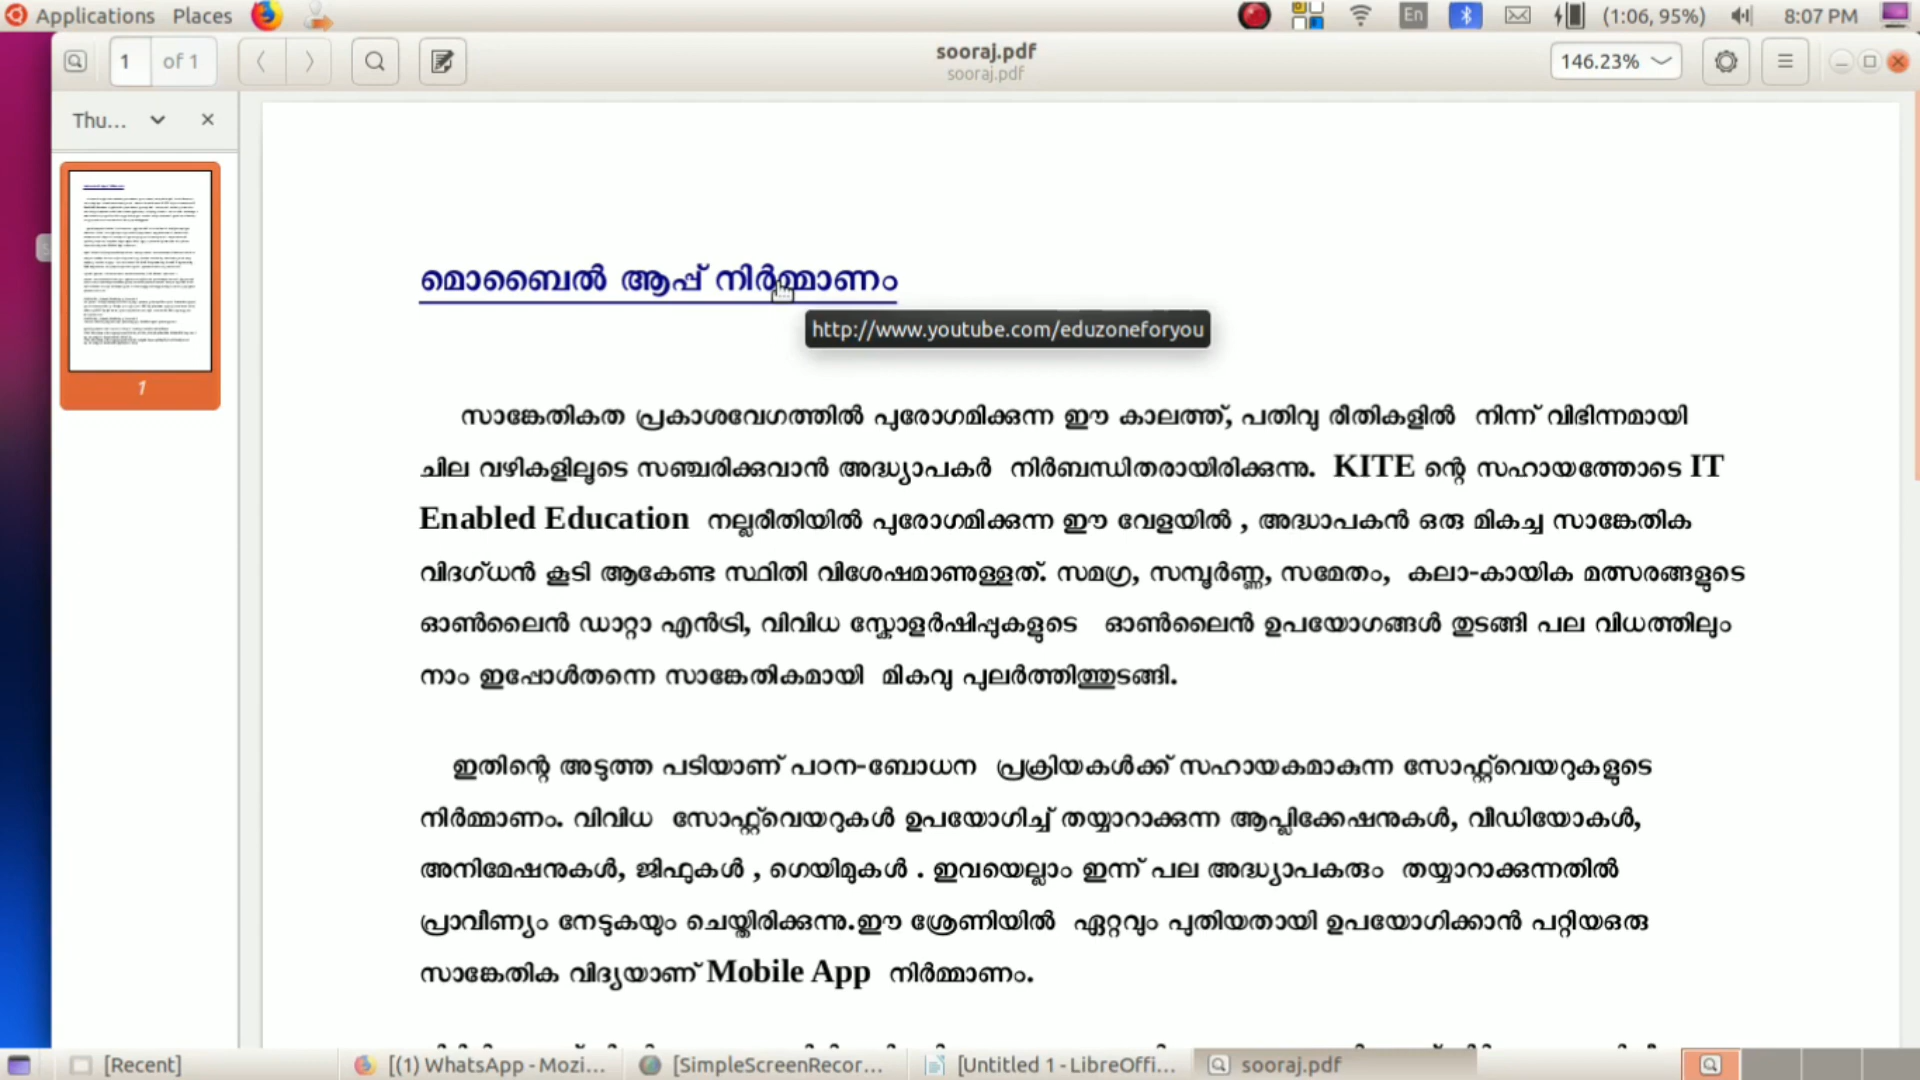 Applications Places En (1:06, 95%) 8:07 PM
1 of 1 sooraj.pdf 146.23%
sooraj.pdf
Thu...
1
മൊബൈൽ ആപ്പ് നിർമ്മാണം
http://www.youtube.com/eduzoneforyou
സാങ്കേതികത പ്രകാശവേഗത്തിൽ പുരോഗമിക്കുന്ന ഈ കാലത്ത്, പതിവു രീതികളിൽ നിന്ന് വിഭിന്നമായി
ചില വഴികളിലൂടെ സഞ്ചരിക്കുവാൻ അദ്ധ്യാപകർ നിർബന്ധിതരായിരിക്കുന്നു. KITE ന്റെ സഹായത്തോടെ IT
Enabled Education നല്ലരീതിയിൽ പുരോഗമിക്കുന്ന ഈ വേളയിൽ , അദ്ധാപകൻ ഒരു മികച്ച സാങ്കേതിക
വിദഗ്ധൻ കൂടി ആകേണ്ട സ്ഥിതി വിശേഷമാണുള്ളത്. സമഗ്ര, സമ്പൂർണ്ണ, സമേതം, കലാ-കായിക മത്സരങ്ങളുടെ
ഓൺലൈൻ ഡാറ്റാ എൻട്രി, വിവിധ സ്കോളർഷിപ്പുകളുടെ ഓൺലൈൻ ഉപയോഗങ്ങൾ തുടങ്ങി പല വിധത്തിലും
നാം ഇപ്പോൾതന്നെ സാങ്കേതികമായി മികവു പുലർത്തിത്തുടങ്ങി.
ഇതിന്റെ അടുത്ത പടിയാണ് പഠന-ബോധന പ്രക്രിയകൾക്ക് സഹായകമാകുന്ന സോഫ്റ്റ്‌വെയറുകളുടെ
നിർമ്മാണം. വിവിധ സോഫ്റ്റ്‌വെയറുകൾ ഉപയോഗിച്ച് തയ്യാറാക്കുന്ന ആപ്ലിക്കേഷനുകൾ, വീഡിയോകൾ,
അനിമേഷനുകൾ, ജിഫുകൾ , ഗെയിമുകൾ . ഇവയെല്ലാം ഇന്ന് പല അദ്ധ്യാപകരും തയ്യാറാക്കുന്നതിൽ
പ്രാവീണ്യം നേടുകയും ചെയ്തിരിക്കുന്നു.ഈ ശ്രേണിയിൽ ഏറ്റവും പുതിയതായി ഉപയോഗിക്കാൻ പറ്റിയഒരു
സാങ്കേതിക വിദ്യയാണ് Mobile App നിർമ്മാണം.
[Recent] [(1) WhatsApp - Mozi... [SimpleScreenRecor... [Untitled 1 - LibreOffi... sooraj.pdf